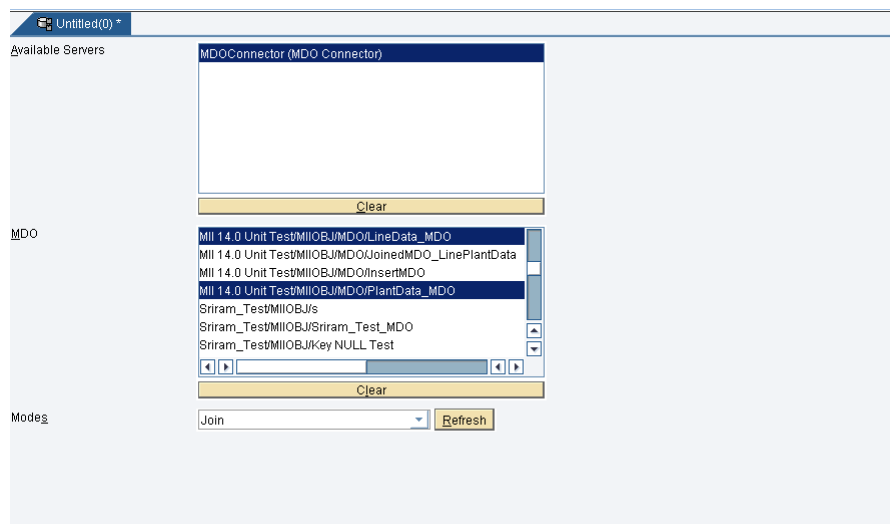 Untitled(0) *
Available Servers
MDOConnector (MDO Connector)
Clear
MDO
MII 14.0 Unit Test/MIIOBJ/MDO/LineData_MDO
MII 14.0 Unit Test/MIIOBJ/MDO/JoinedMDO_LinePlantData
MII 14.0 Unit Test/MIIOBJ/MDO/InsertMDO
MII 14.0 Unit Test/MIIOBJ/MDO/PlantData_MDO
Sriram_Test/MIIOBJ/s
Sriram_Test/MIIOBJ/Sriram_Test_MDO
Sriram_Test/MIIOBJ/Key NULL Test
Clear
Modes
Join
Refresh